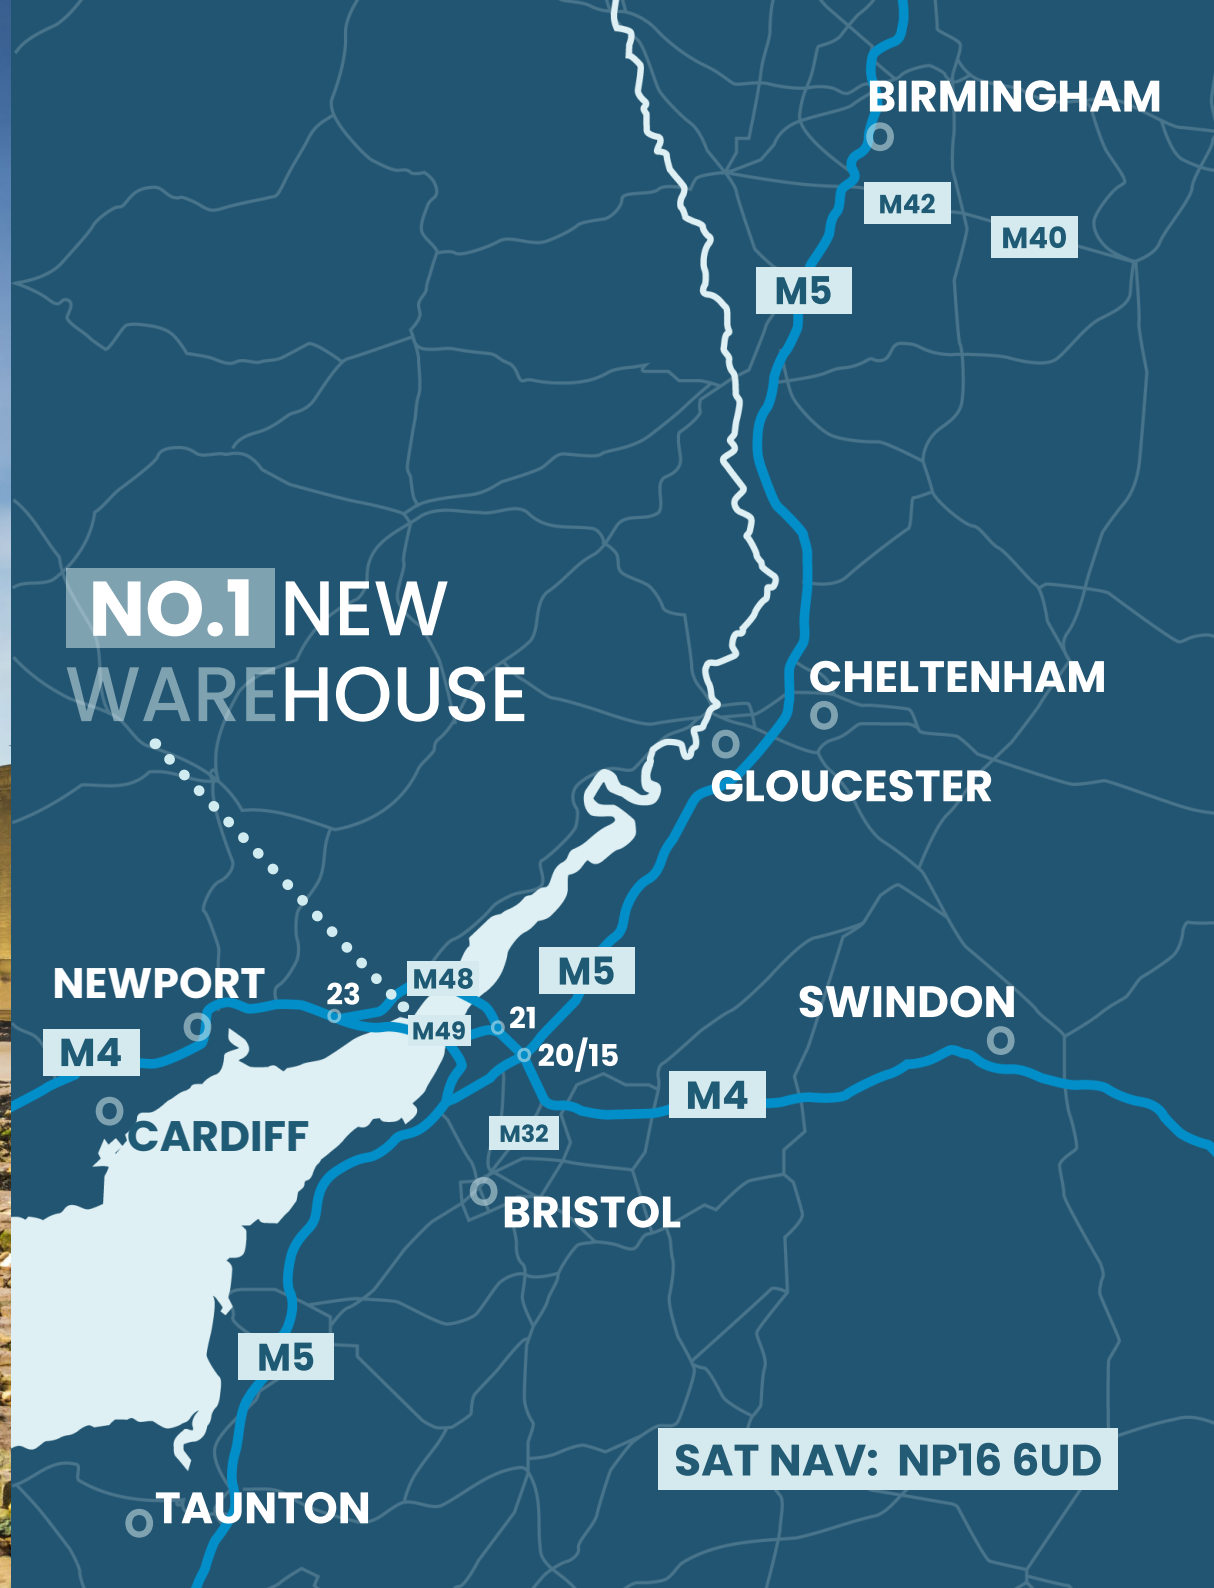 BIRMINGHAM
M42
M40
M5
NO.1 NEW
WAREHOUSE
CHELTENHAM
GLOUCESTER
NEWPORT
23
M48
M5
21
SWINDON
M49
M4
20/15
M4
CARDIFF
M32
BRISTOL
M5
SAT NAV: NP16 6UD
TAUNTON